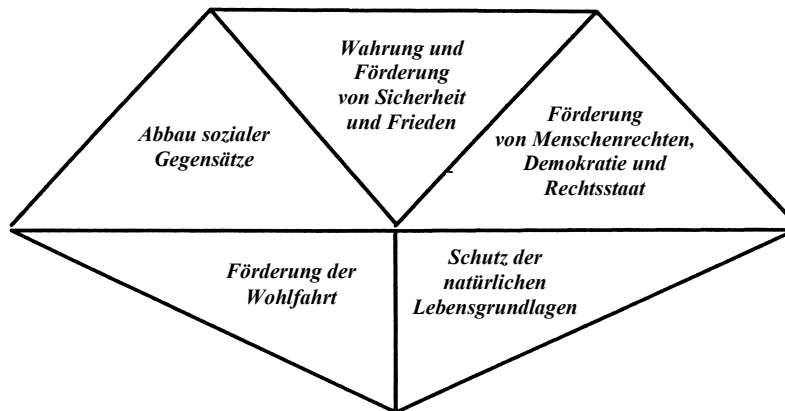 Wahrung und
Förderung
von Sicherheit
und Frieden
Abbau sozialer
Gegensätze
Förderung
von Menschenrechten,
Demokratie und
Rechtsstaat
Förderung der
Wohlfahrt
Schutz der
natürlichen
Lebensgrundlagen